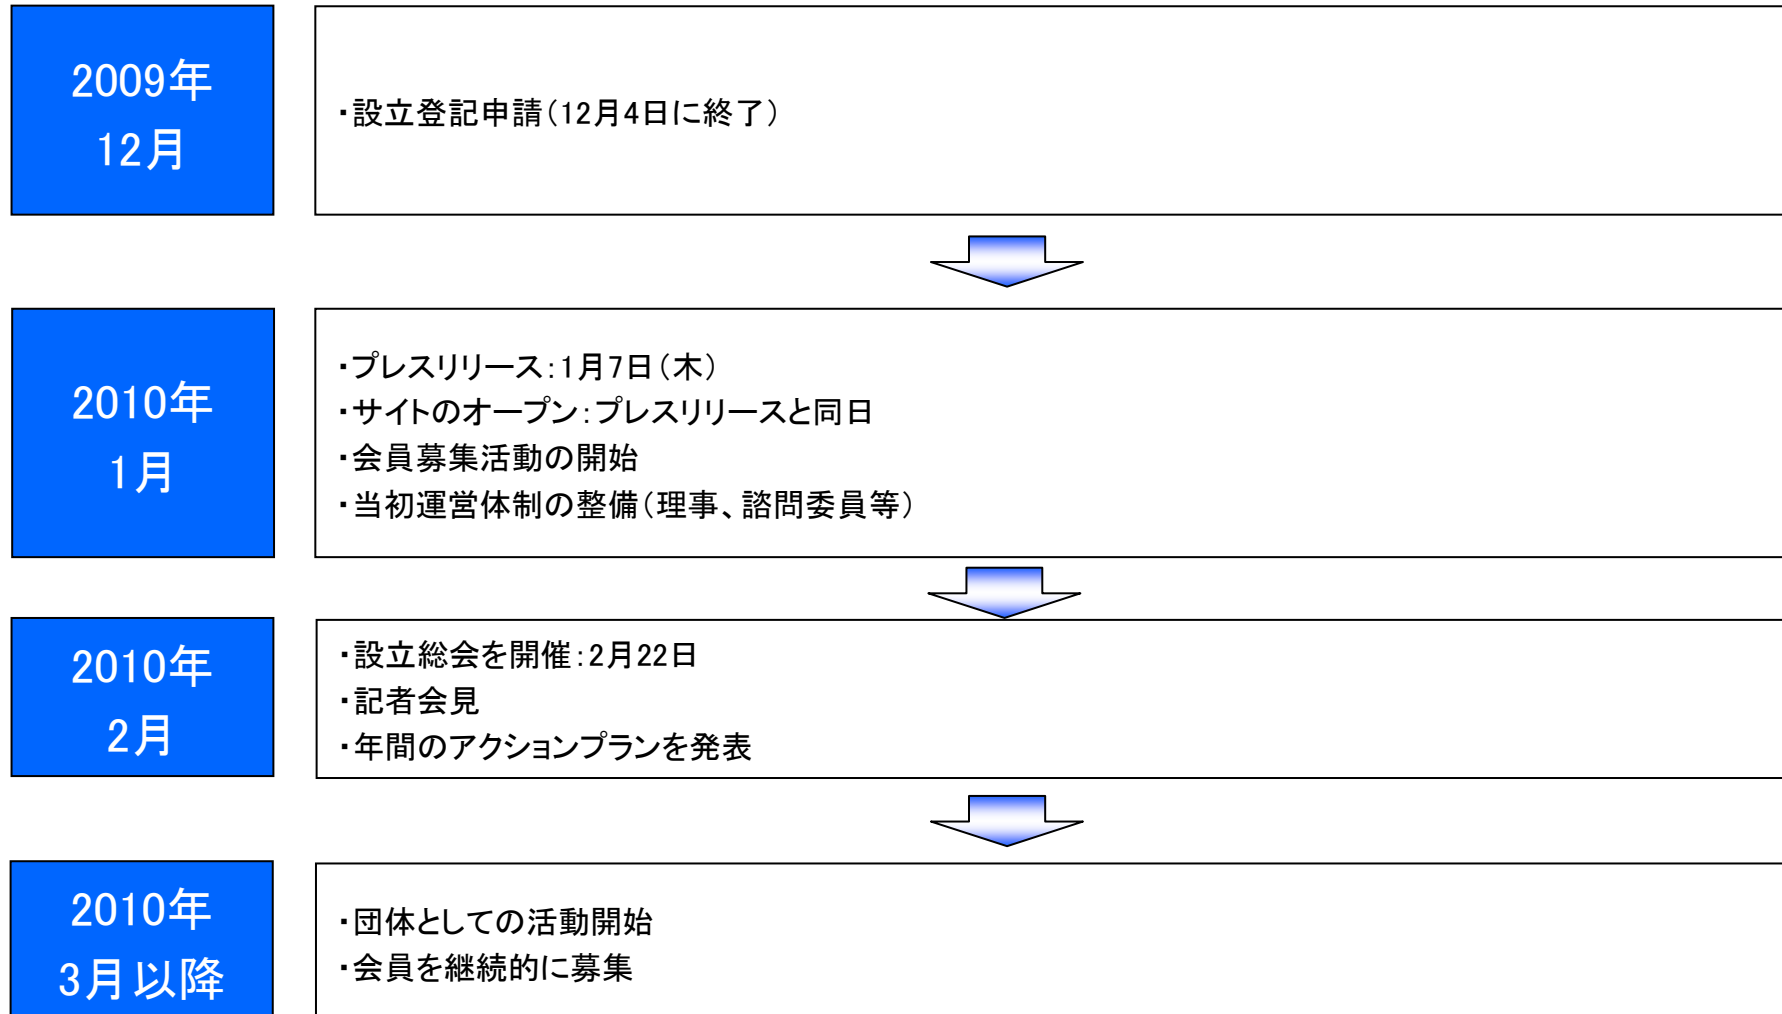 2009年
12月
・設立登記申請（12月4日に終了）
2010年
1月
・プレスリリース：1月7日（木）
・サイトのオープン：プレスリリースと同日
・会員募集活動の開始
・当初運営体制の整備（理事、諮問委員等）
2010年
2月
・設立総会を開催：2月22日
・記者会見
・年間のアクションプランを発表
2010年
3月以降
・団体としての活動開始
・会員を継続的に募集